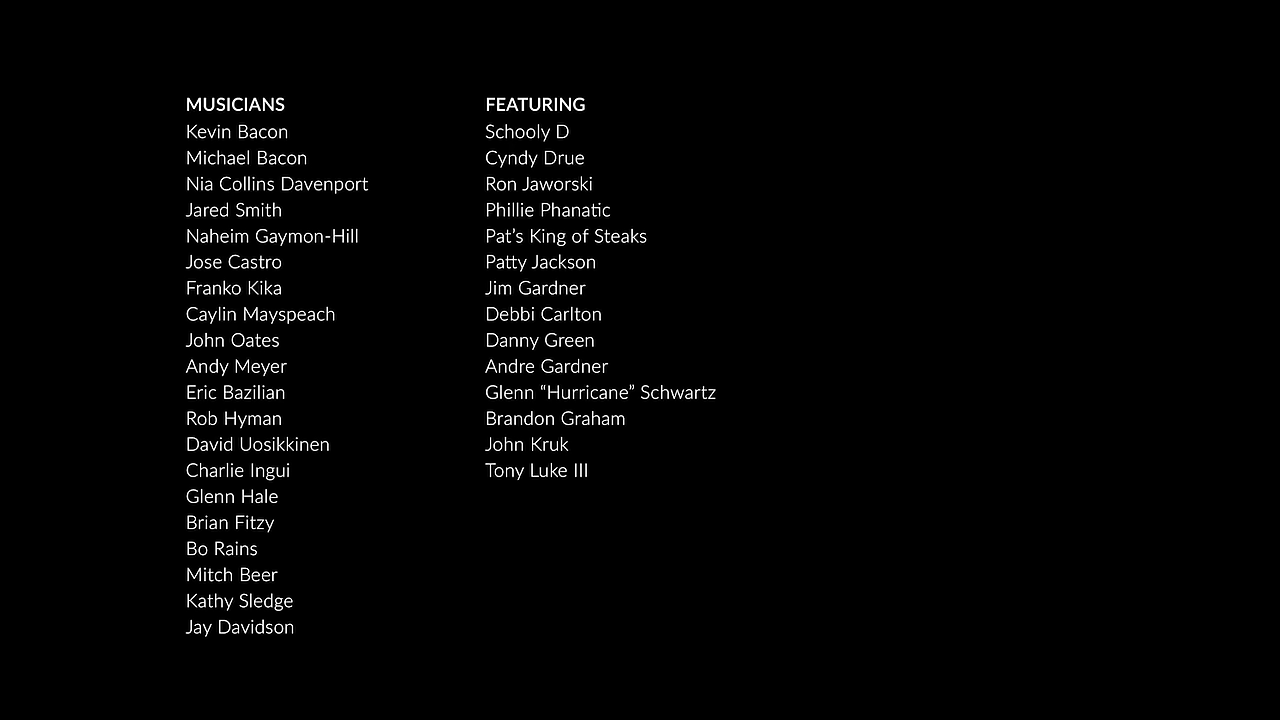 MUSICIANS
Kevin Bacon
Michael Bacon
Nia Collins Davenport
Jared Smith
Naheim Gaymon-Hill
Jose Castro
Franko Kika
Caylin Mayspeach
John Oates
Andy Meyer
Eric Bazilian
Rob Hyman
David Uosikkinen
Charlie Ingui
Glenn Hale
Brian Fitzy
Bo Rains
Mitch Beer
Kathy Sledge
Jay Davidson
FEATURING
Schooly D
Cyndy Drue
Ron Jaworski
Phillie Phanatic
Pat’s King of Steaks
Patty Jackson
Jim Gardner
Debbi Carlton
Danny Green
Andre Gardner
Glenn “Hurricane” Schwartz
Brandon Graham
John Kruk
Tony Luke III